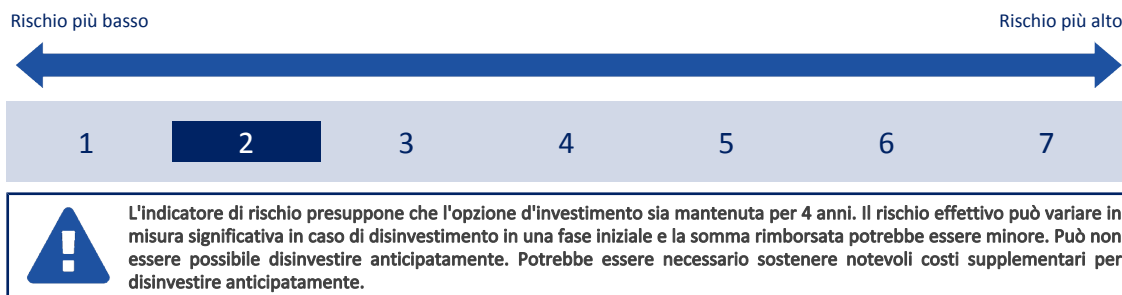 Rischio più basso Rischio più alto
1 2 3 4 5 6 7
L'indicatore di rischio presuppone che l'opzione d'investimento sia mantenuta per 4 anni. Il rischio effettivo può variare in
misura significativa in caso di disinvestimento in una fase iniziale e la somma rimborsata potrebbe essere minore. Può non
essere possibile disinvestire anticipatamente. Potrebbe essere necessario sostenere notevoli costi supplementari per
disinvestire anticipatamente.